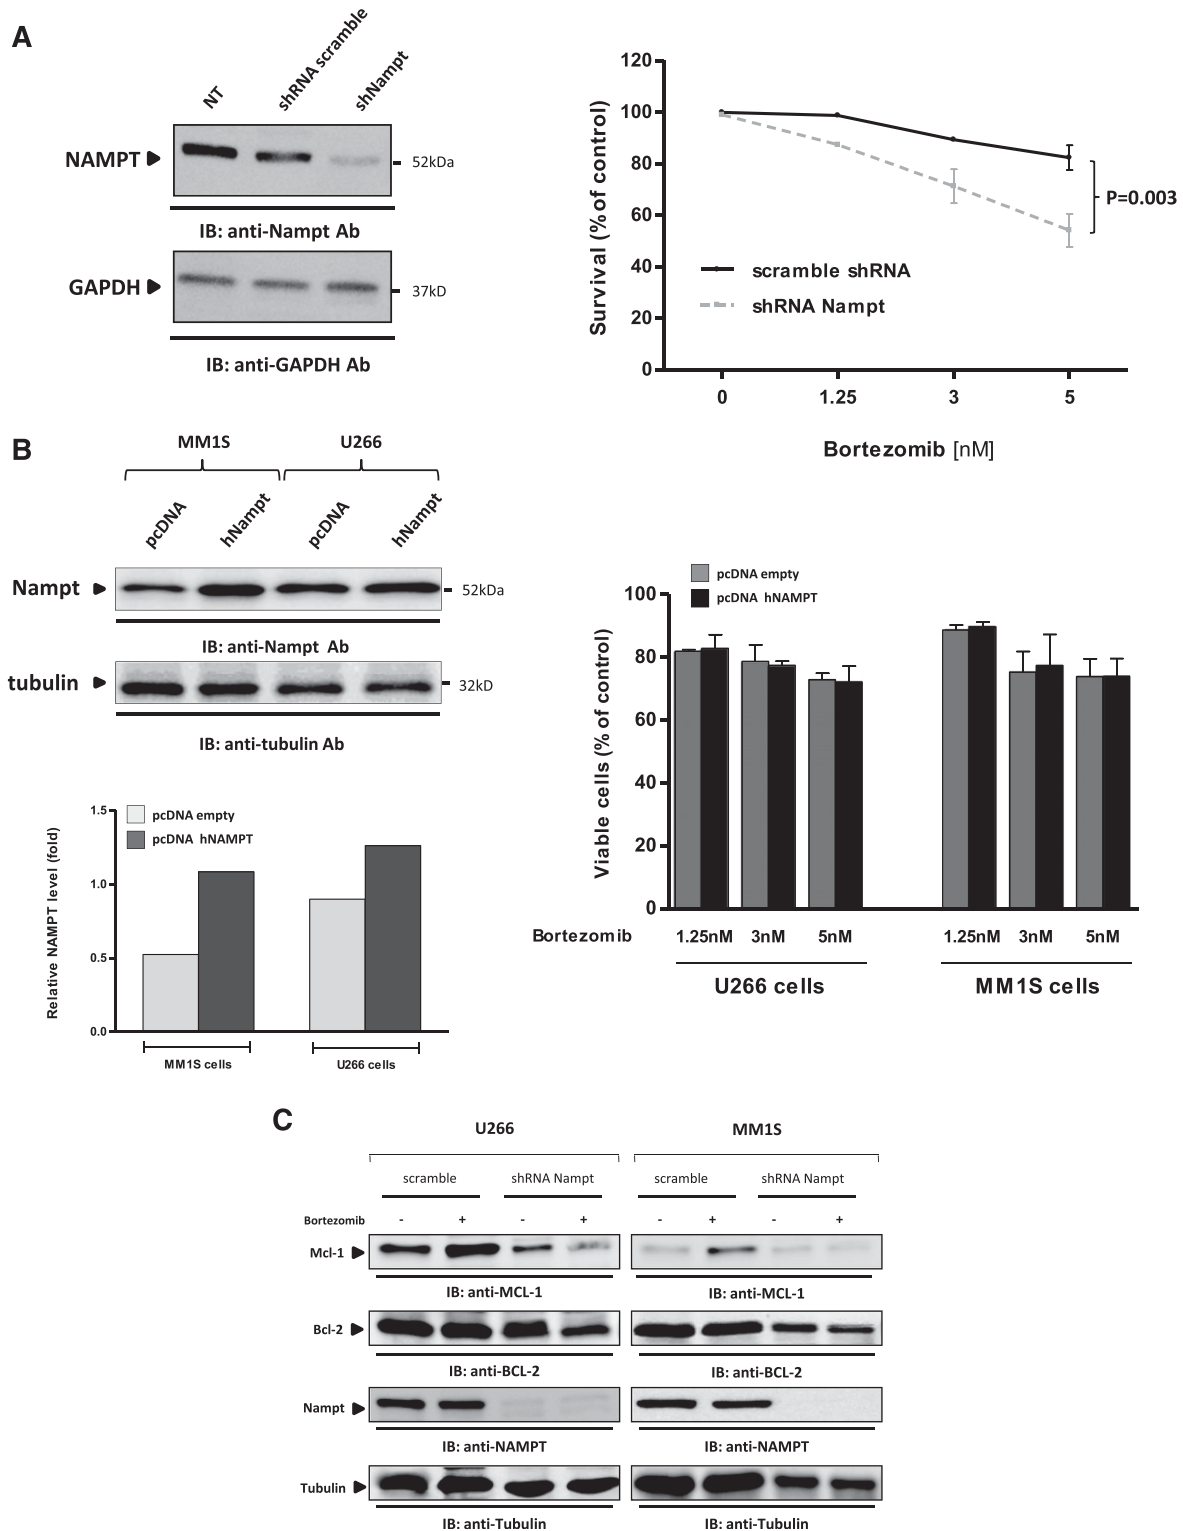 A
NT
shRNA scramble
shNampt
NAMPT
52kDa
IB: anti-Nampt Ab
GAPDH
37kD
IB: anti-GAPDH Ab
Survival (% of control)
120
100
80
60
40
20
0
scramble shRNA
shRNA Nampt
P=0.003
0 1.25 3 5
Bortezomib [nM]
B
MM1S U266
pcDNA
hNampt
pcDNA
hNampt
Nampt
52kDa
IB: anti-Nampt Ab
tubulin
32kD
IB: anti-tubulin Ab
Relative NAMPT level (fold)
1.5
1.0
0.5
0.0
pcDNA empty
pcDNA hNAMPT
MM1S cells U266 cells
Viable cells (% of control)
100
80
60
40
20
0
pcDNA empty
pcDNA hNAMPT
Bortezomib 1.25nM 3nM 5nM 1.25nM 3nM 5nM
U266 cells MM1S cells
C
U266 MM1S
scramble shRNA Nampt scramble shRNA Nampt
Bortezomib - + - + - + - +
Mcl-1
IB: anti-MCL-1 IB: anti-MCL-1
Bcl-2
IB: anti-BCL-2 IB: anti-BCL-2
Nampt
IB: anti-NAMPT IB: anti-NAMPT
Tubulin
IB: anti-Tubulin IB: anti-Tubulin